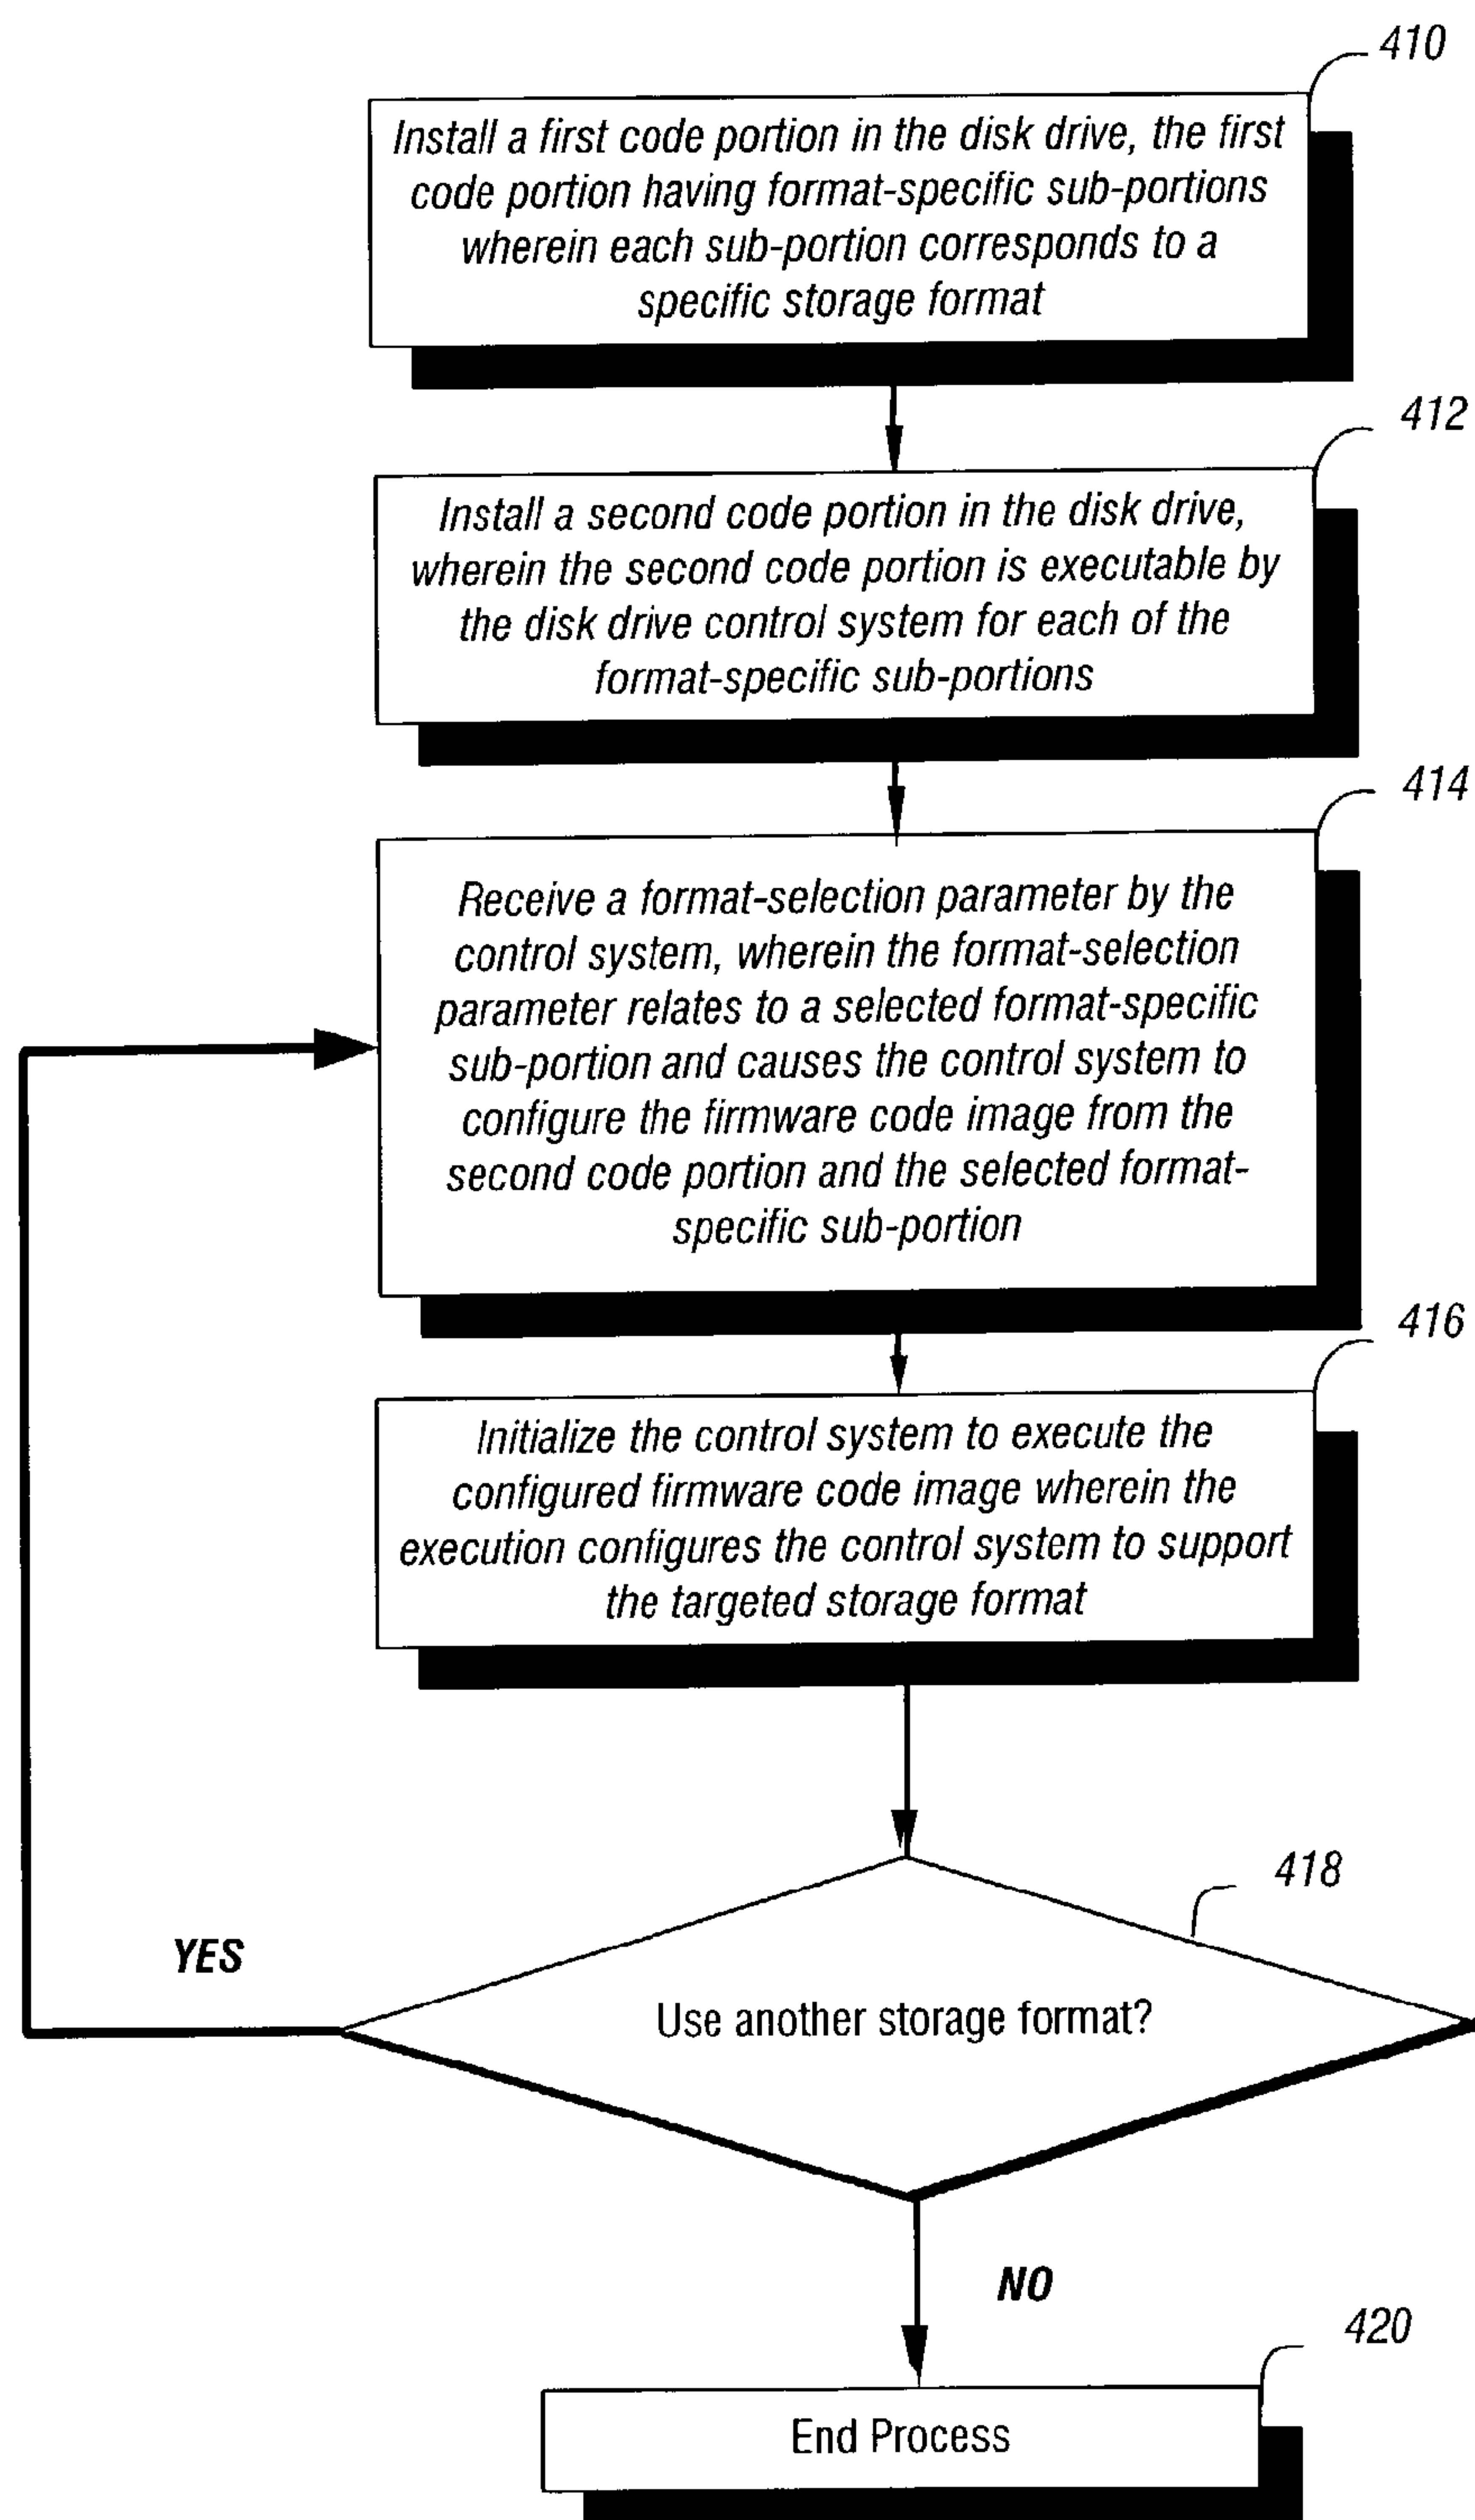 410
Install a first code portion in the disk drive, the first
code portion having format-specific sub-portions
wherein each sub-portion corresponds to a
specific storage format
412
Install a second code portion in the disk drive,
wherein the second code portion is executable by
the disk drive control system for each of the
format-specific sub-portions
414
Receive a format-selection parameter by the
control system, wherein the format-selection
parameter relates to a selected format-specific
sub-portion and causes the control system to
configure the firmware code image from the
second code portion and the selected format-
specific sub-portion
416
Initialize the control system to execute the
configured firmware code image wherein the
execution configures the control system to support
the targeted storage format
418
YES
Use another storage format?
NO
420
End Process